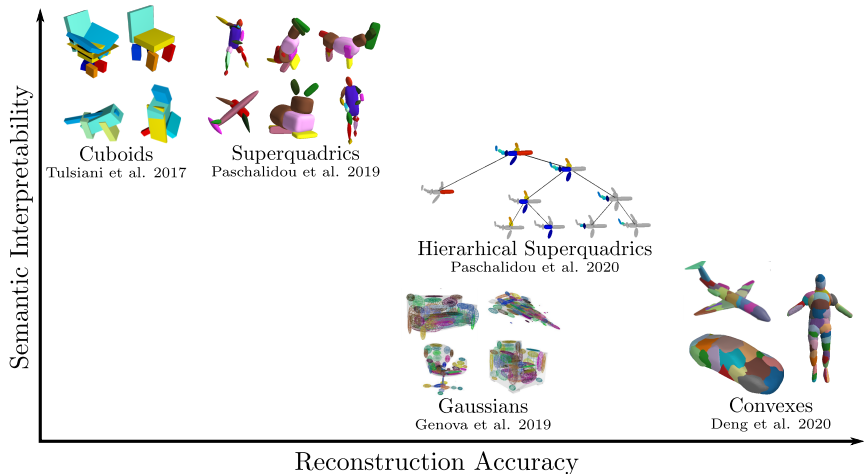 Semantic Interpretability
Cuboids
Tulsiani et al. 2017
Superquadrics
Paschalidou et al. 2019
Hierarhical Superquadrics
Paschalidou et al. 2020
Gaussians
Genova et al. 2019
Convexes
Deng et al. 2020
Reconstruction Accuracy